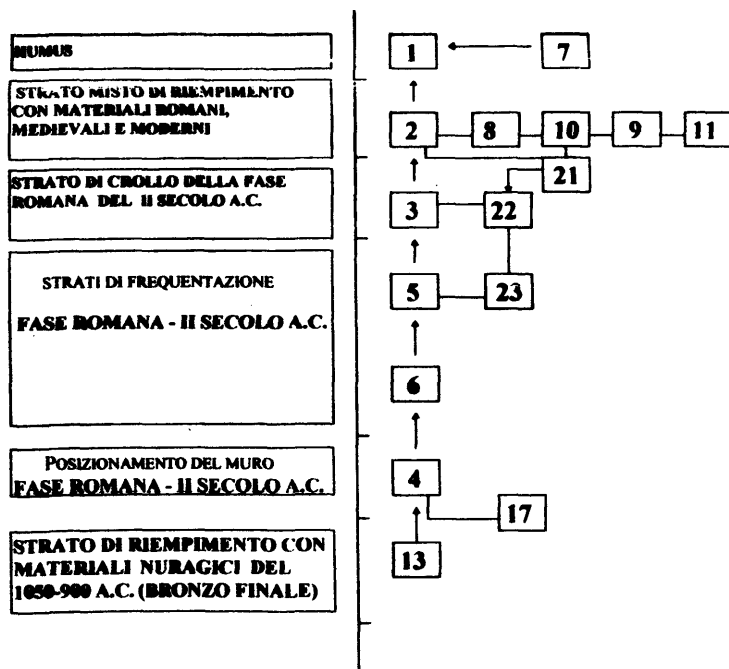 HUMUS
STRATO MISTO DI RIEMPIMENTO
CON MATERIALI ROMANI,
MEDIEVALI E MODERNI
STRATO DI CROLLO DELLA FASE
ROMANA DEL II SECOLO A.C.
STRATI DI FREQUENTAZIONE
FASE ROMANA - II SECOLO A.C.
POSIZIONAMENTO DEL MURO
FASE ROMANA - II SECOLO A.C.
STRATO DI RIEMPIMENTO CON
MATERIALI NURAGICI DEL
1050-900 A.C. (BRONZO FINALE)
1 7
2 8 10 9 11
21
3 22
5 23
6
4
17
13